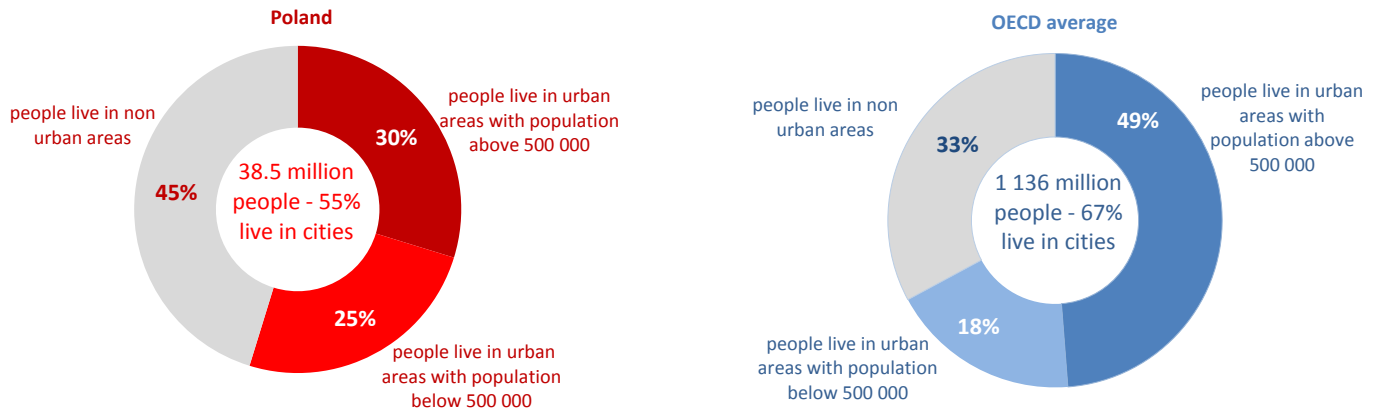 Poland
people live in non
urban areas
45%
30%
people live in urban
areas with population
above 500 000
38.5 million
people - 55%
live in cities
25%
people live in urban
areas with population
below 500 000
OECD average
people live in non
urban areas
33%
49%
people live in urban
areas with
population above
500 000
1 136 million
people - 67%
live in cities
18%
people live in urban
areas with population
below 500 000